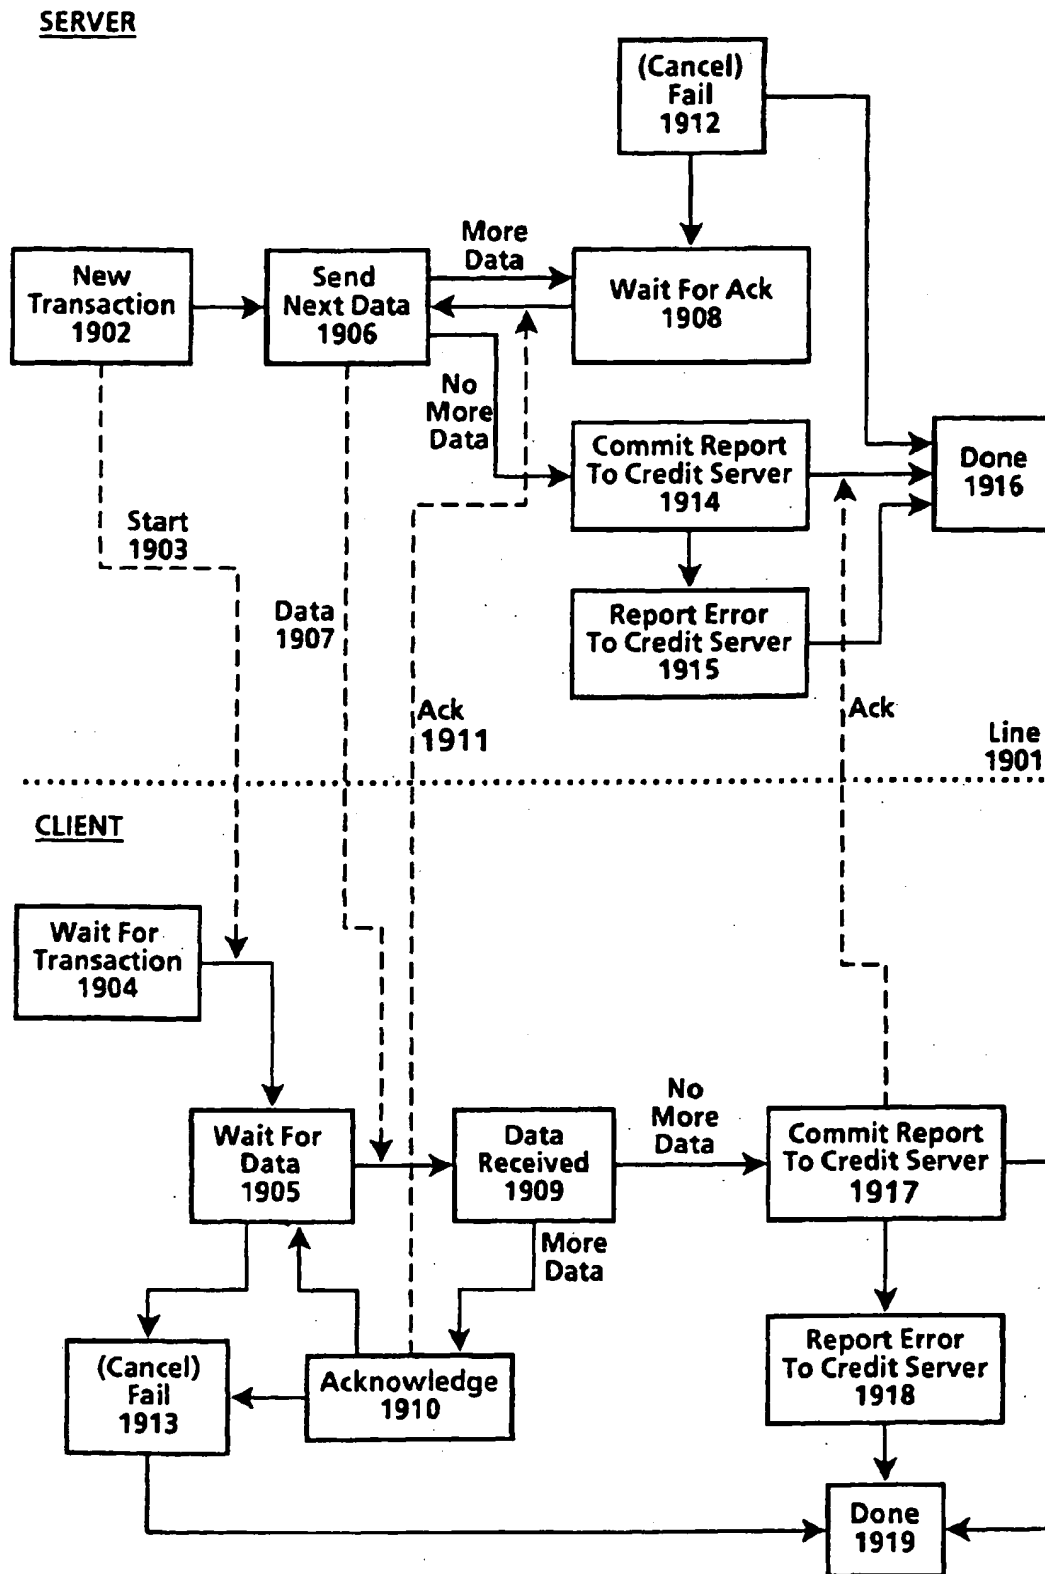 SERVER
(Cancel)
Fail
1912
New
Transaction
1902
Send
Next Data
1906
More
Data
Wait For Ack
1908
No
More
Data
Commit Report
To Credit Server
1914
Done
1916
Start
1903
Report Error
To Credit Server
1915
Data
1907
Ack
1911
Ack
Line
1901
CLIENT
Wait For
Transaction
1904
Wait For
Data
1905
Data
Received
1909
No
More
Data
Commit Report
To Credit Server
1917
More
Data
(Cancel)
Fail
1913
Acknowledge
1910
Report Error
To Credit Server
1918
Done
1919